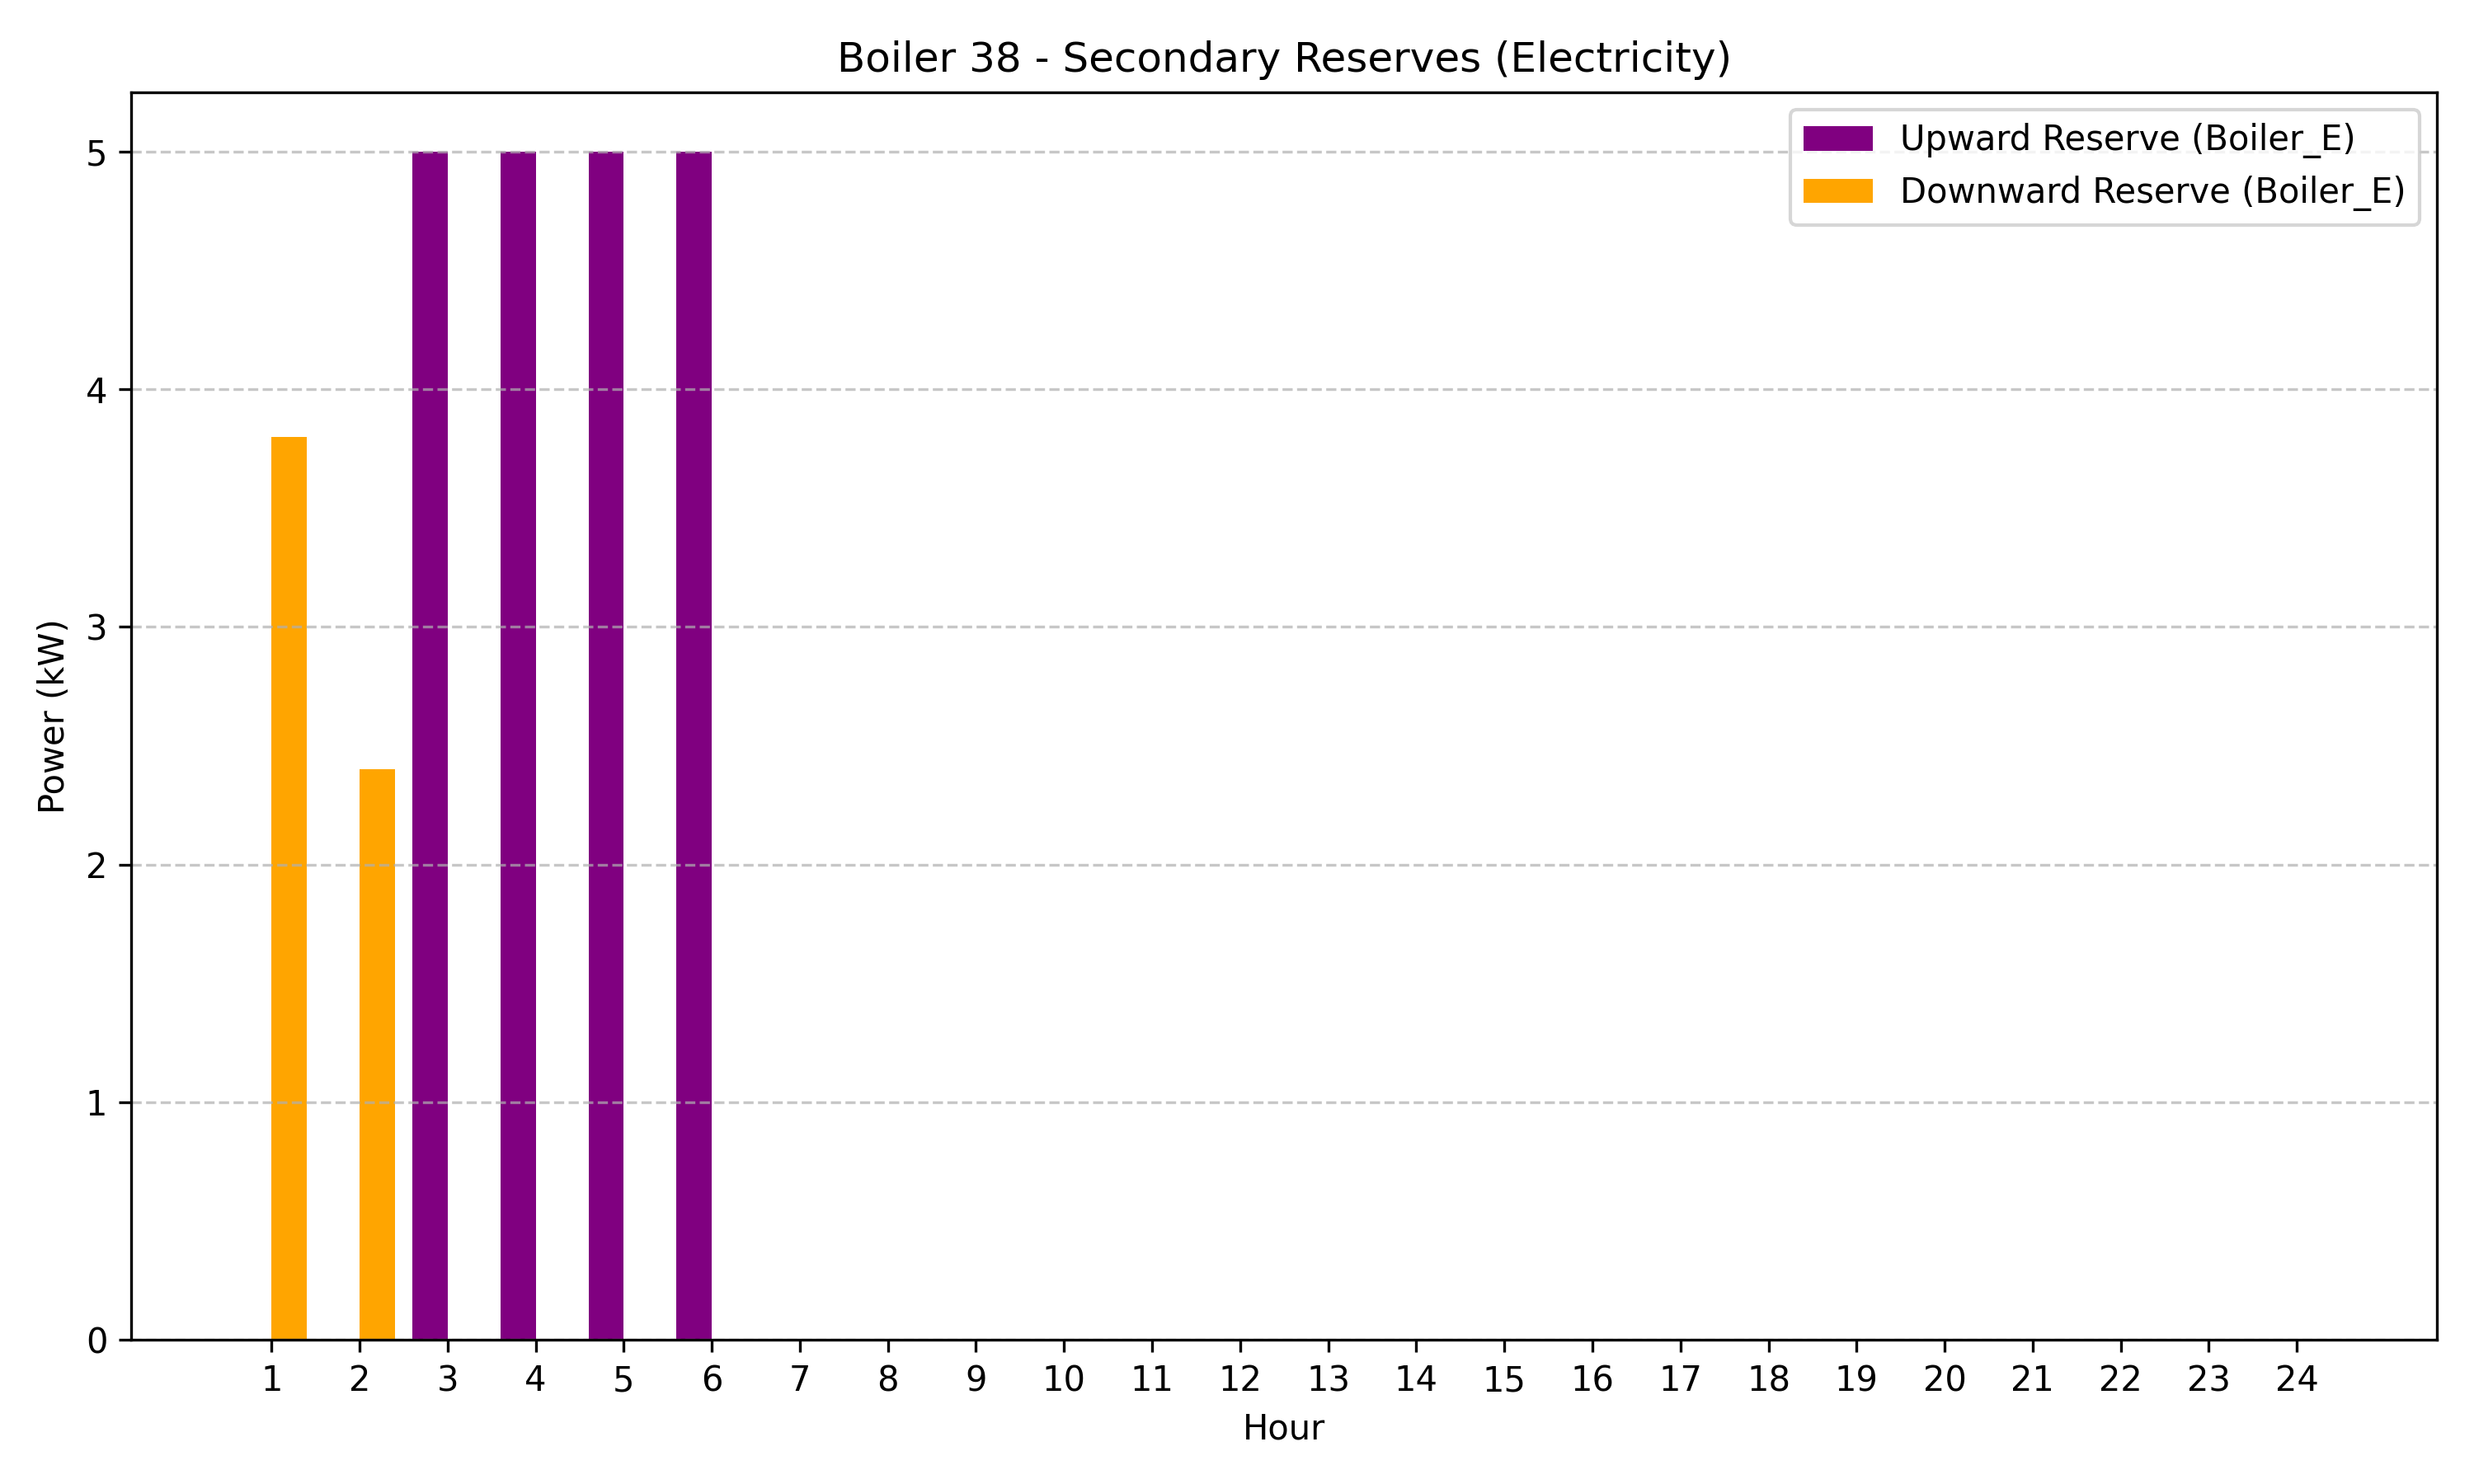 Boiler 38 - Secondary Reserves (Electricity)
Upward Reserve (Boiler_E)
Downward Reserve (Boiler_E)
Power (kW)
5
4
3
2
1
0
1 2 3 4 5 6 7 8 9 10 11 12 13 14 15 16 17 18 19 20 21 22 23 24
Hour